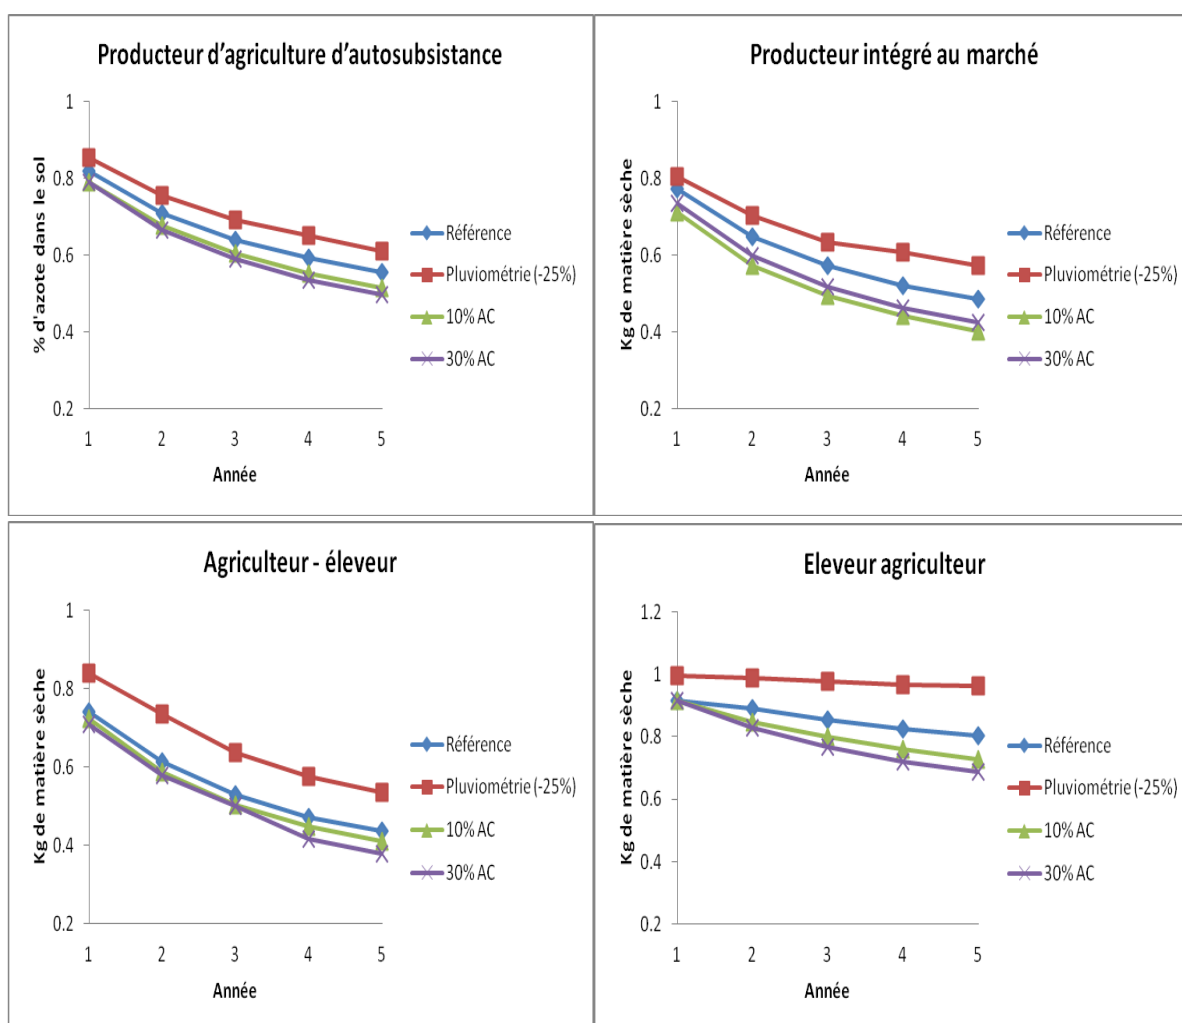 Producteur d'agriculture d'autosubsistance
1
0.8
0.6
0.4
0.2
% d'azote dans le sol
1 2 3 4 5
Année
Référence
Pluviométrie (-25%)
10% AC
30% AC
Producteur intégré au marché
1
0.8
0.6
0.4
0.2
Kg de matière sèche
1 2 3 4 5
Année
Référence
Pluviométrie (-25%)
10% AC
30% AC
Agriculteur - éleveur
1
0.8
0.6
0.4
0.2
Kg de matière sèche
1 2 3 4 5
Année
Référence
Pluviométrie (-25%)
10% AC
30% AC
Eleveur agriculteur
1.2
1
0.8
0.6
0.4
0.2
Kg de matière sèche
1 2 3 4 5
Année
Référence
Pluviométrie (-25%)
10% AC
30% AC